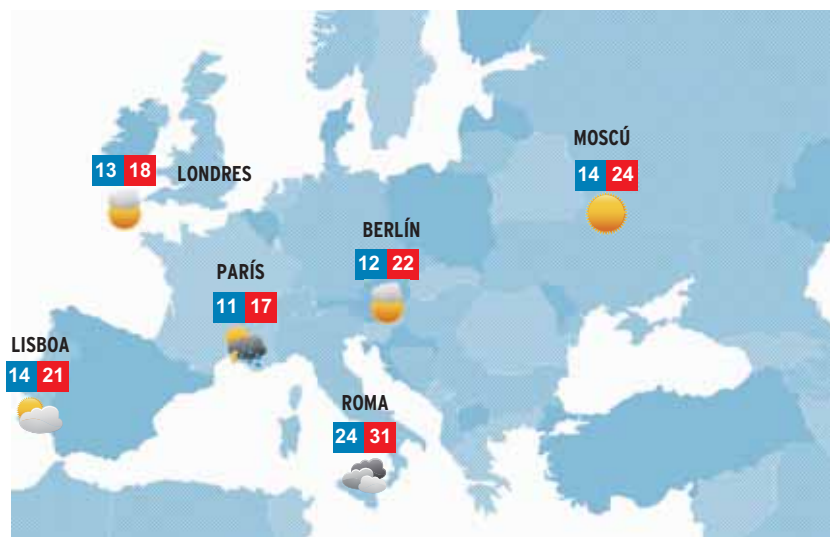 MOSCÚ
14 24
13 18 LONDRES
BERLÍN
12 22
PARÍS
11 17
LISBOA
14 21
ROMA
24 31